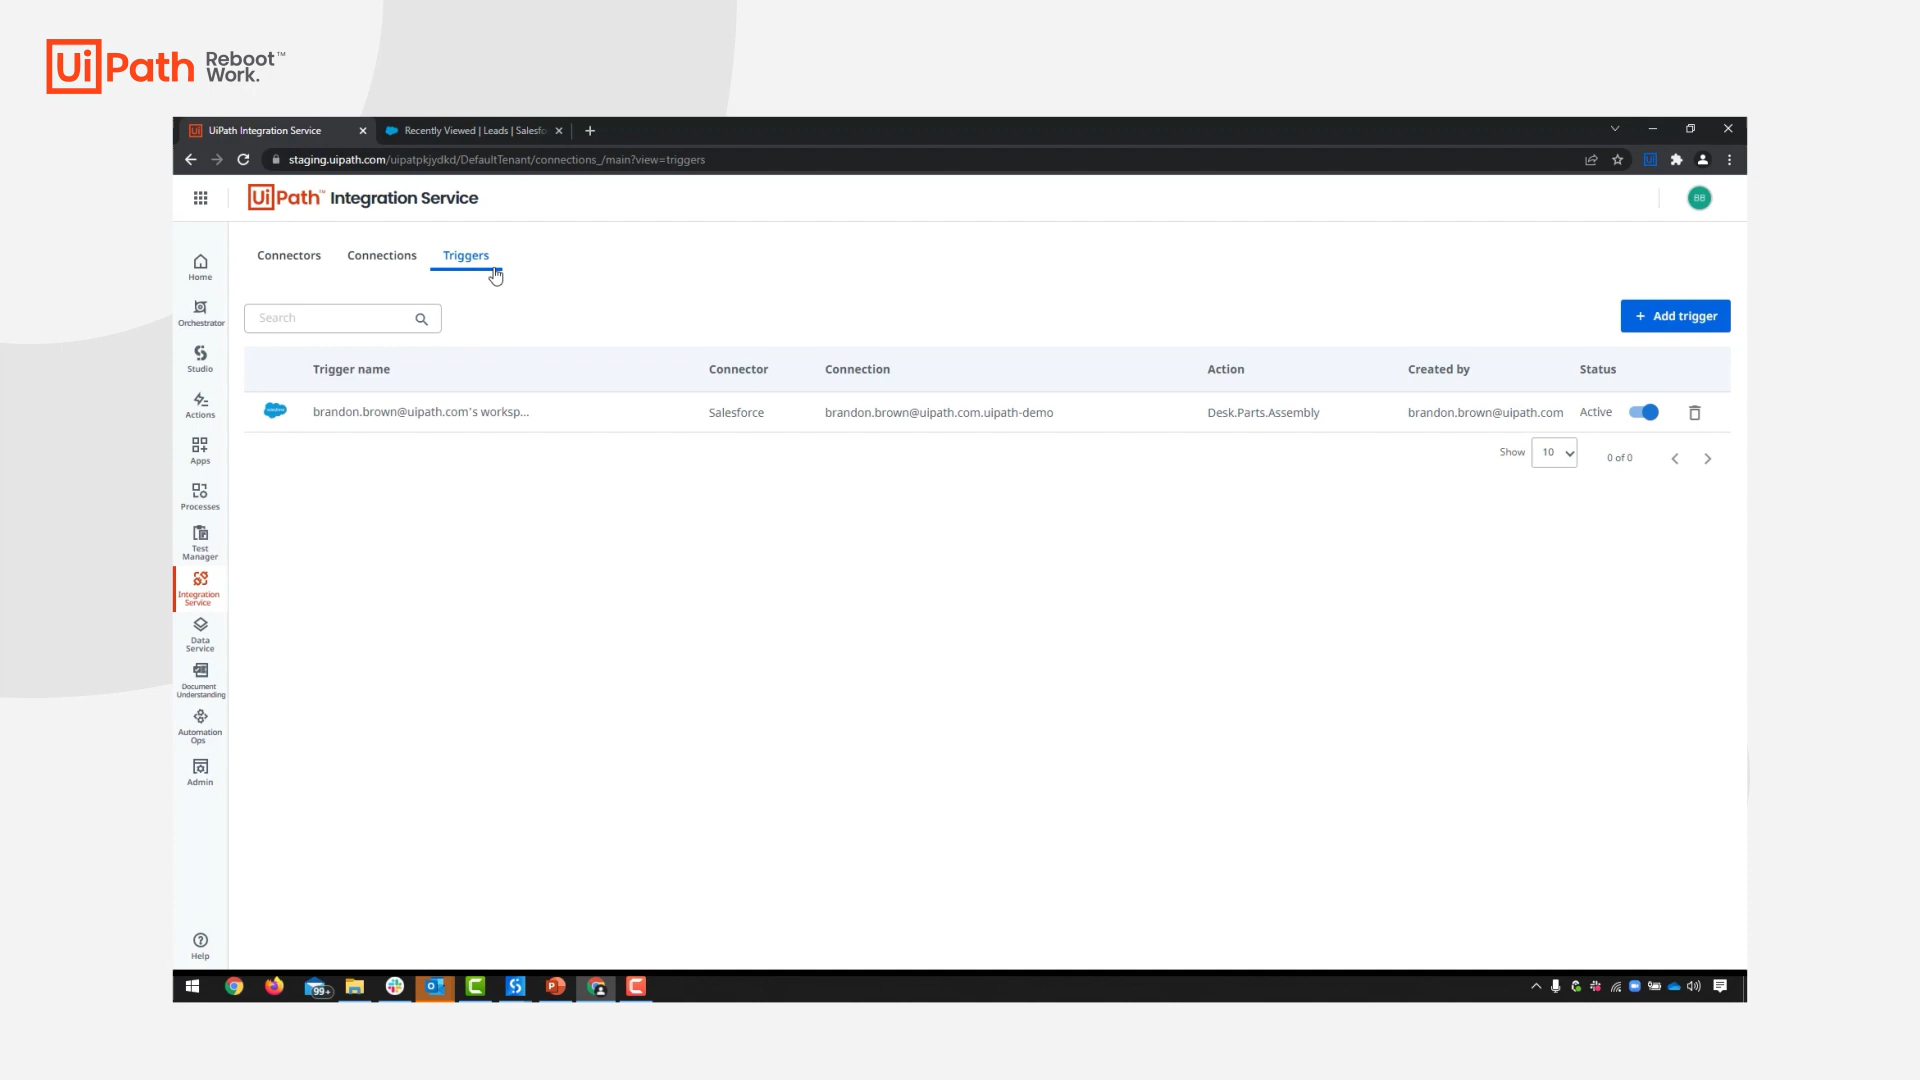 UiPath Reboot™
Work.
UiPath Integration Service
Recently Viewed | Leads | Salesfo
staging.uipath.com/uipatpkjydkd/DefaultTenant/connections_/main?view=triggers
UiPath™ Integration Service
BB
Connectors
Connections
Triggers
Search
+ Add trigger
Trigger name
Connector
Connection
Action
Created by
Status
brandon.brown@uipath.com's worksp...
Salesforce
brandon.brown@uipath.com.uipath-demo
Desk.Parts.Assembly
brandon.brown@uipath.com
Active
Show
10
0 of 0
Home
Orchestrator
Studio
Actions
Apps
Processes
Test
Manager
Integration
Service
Data
Service
Document
Understanding
Automation
Ops
Admin
Help
99+